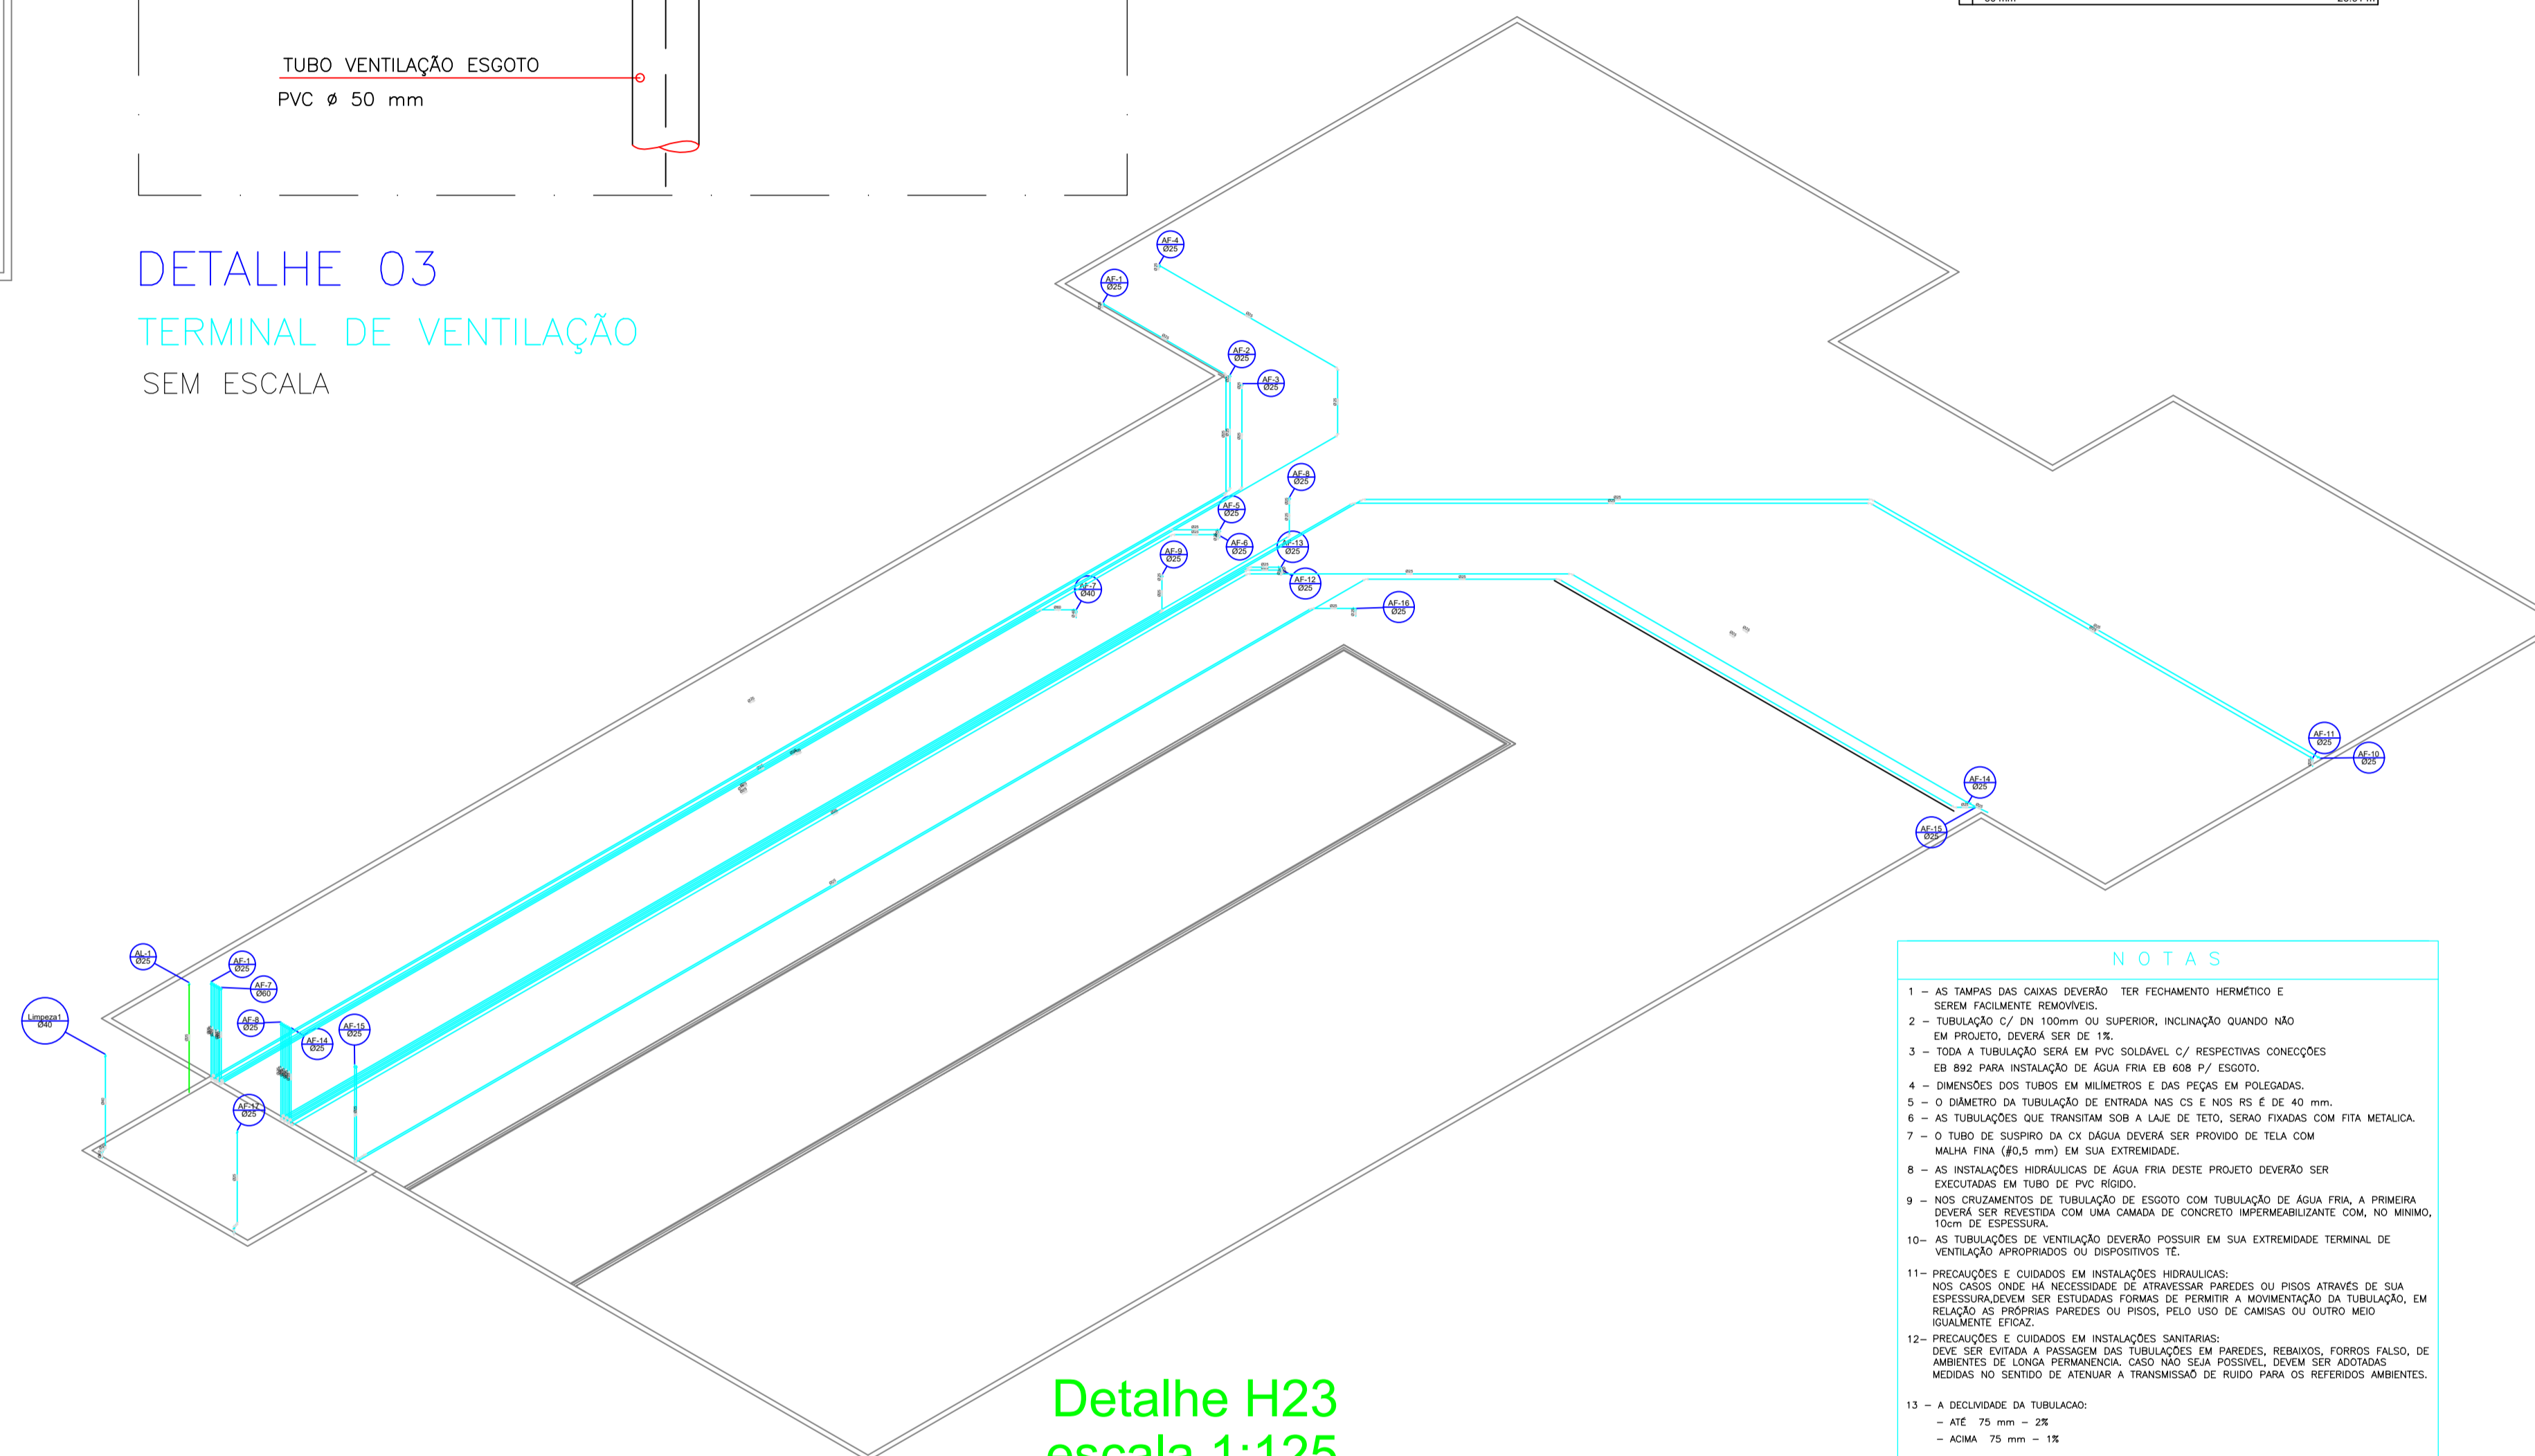 TUBO VENTILAÇÃO ESGOTO
PVC ø 50 mm
DETALHE 03
TERMINAL DE VENTILAÇÃO
SEM ESCALA
AF-4
Ø25
AF-1
Ø25
AF-2
Ø25
AF-3
Ø25
AF-8
Ø25
AF-5
Ø25
AF-6
Ø25
AF-13
Ø25
AF-9
Ø25
AF-12
Ø25
AF-7
Ø40
AF-16
Ø25
AF-11
Ø25
AF-10
Ø25
AF-14
Ø25
AF-15
Ø25
AL-1
Ø25
AF-1
Ø25
AF-7
Ø60
Limpeza1
Ø40
AF-8
Ø25
AF-14
Ø25
AF-15
Ø25
AF-17
Ø25
Detalhe H23
escala 1:125
NOTAS
1 – AS TAMPAS DAS CAIXAS DEVERÃO TER FECHAMENTO HERMÉTICO E
SEREM FACILMENTE REMOVÍVEIS.
2 – TUBULAÇÃO C/ DN 100mm OU SUPERIOR, INCLINAÇÃO QUANDO NÃO
EM PROJETO, DEVERÁ SER DE 1%.
3 – TODA A TUBULAÇÃO SERÁ EM PVC SOLDÁVEL C/ RESPECTIVAS CONECÇÕES
EB 892 PARA INSTALAÇÃO DE ÁGUA FRIA EB 608 P/ ESGOTO.
4 – DIMENSÕES DOS TUBOS EM MILÍMETROS E DAS PEÇAS EM POLEGADAS.
5 – O DIÂMETRO DA TUBULAÇÃO DE ENTRADA NAS CS E NOS RS É DE 40 mm.
6 – AS TUBULAÇÕES QUE TRANSITAM SOB A LAJE DE TETO, SERAO FIXADAS COM FITA METALICA.
7 – O TUBO DE SUSPIRO DA CX DÁGUA DEVERÁ SER PROVIDO DE TELA COM
MALHA FINA (#0,5 mm) EM SUA EXTREMIDADE.
8 – AS INSTALAÇÕES HIDRÁULICAS DE ÁGUA FRIA DESTE PROJETO DEVERÃO SER
EXECUTADAS EM TUBO DE PVC RÍGIDO.
9 – NOS CRUZAMENTOS DE TUBULAÇÃO DE ESGOTO COM TUBULAÇÃO DE ÁGUA FRIA, A PRIMEIRA
DEVERÁ SER REVESTIDA COM UMA CAMADA DE CONCRETO IMPERMEABILIZANTE COM, NO MINIMO,
10cm DE ESPESSURA.
10– AS TUBULAÇÕES DE VENTILAÇÃO DEVERÃO POSSUIR EM SUA EXTREMIDADE TERMINAL DE
VENTILAÇÃO APROPRIADOS OU DISPOSITIVOS TÊ.
11– PRECAUÇÕES E CUIDADOS EM INSTALAÇÕES HIDRAULICAS:
NOS CASOS ONDE HÁ NECESSIDADE DE ATRAVESSAR PAREDES OU PISOS ATRAVÉS DE SUA
ESPESSURA,DEVEM SER ESTUDADAS FORMAS DE PERMITIR A MOVIMENTAÇÃO DA TUBULAÇÃO, EM
RELAÇÃO AS PRÓPRIAS PAREDES OU PISOS, PELO USO DE CAMISAS OU OUTRO MEIO
IGUALMENTE EFICAZ.
12– PRECAUÇÕES E CUIDADOS EM INSTALAÇÕES SANITARIAS:
DEVE SER EVITADA A PASSAGEM DAS TUBULAÇÕES EM PAREDES, REBAIXOS, FORROS FALSO, DE
AMBIENTES DE LONGA PERMANENCIA. CASO NAO SEJA POSSIVEL, DEVEM SER ADOTADAS
MEDIDAS NO SENTIDO DE ATENUAR A TRANSMISSAÕ DE RUIDO PARA OS REFERIDOS AMBIENTES.
13 – A DECLIVIDADE DA TUBULACAO:
– ATÉ 75 mm – 2%
– ACIMA 75 mm – 1%